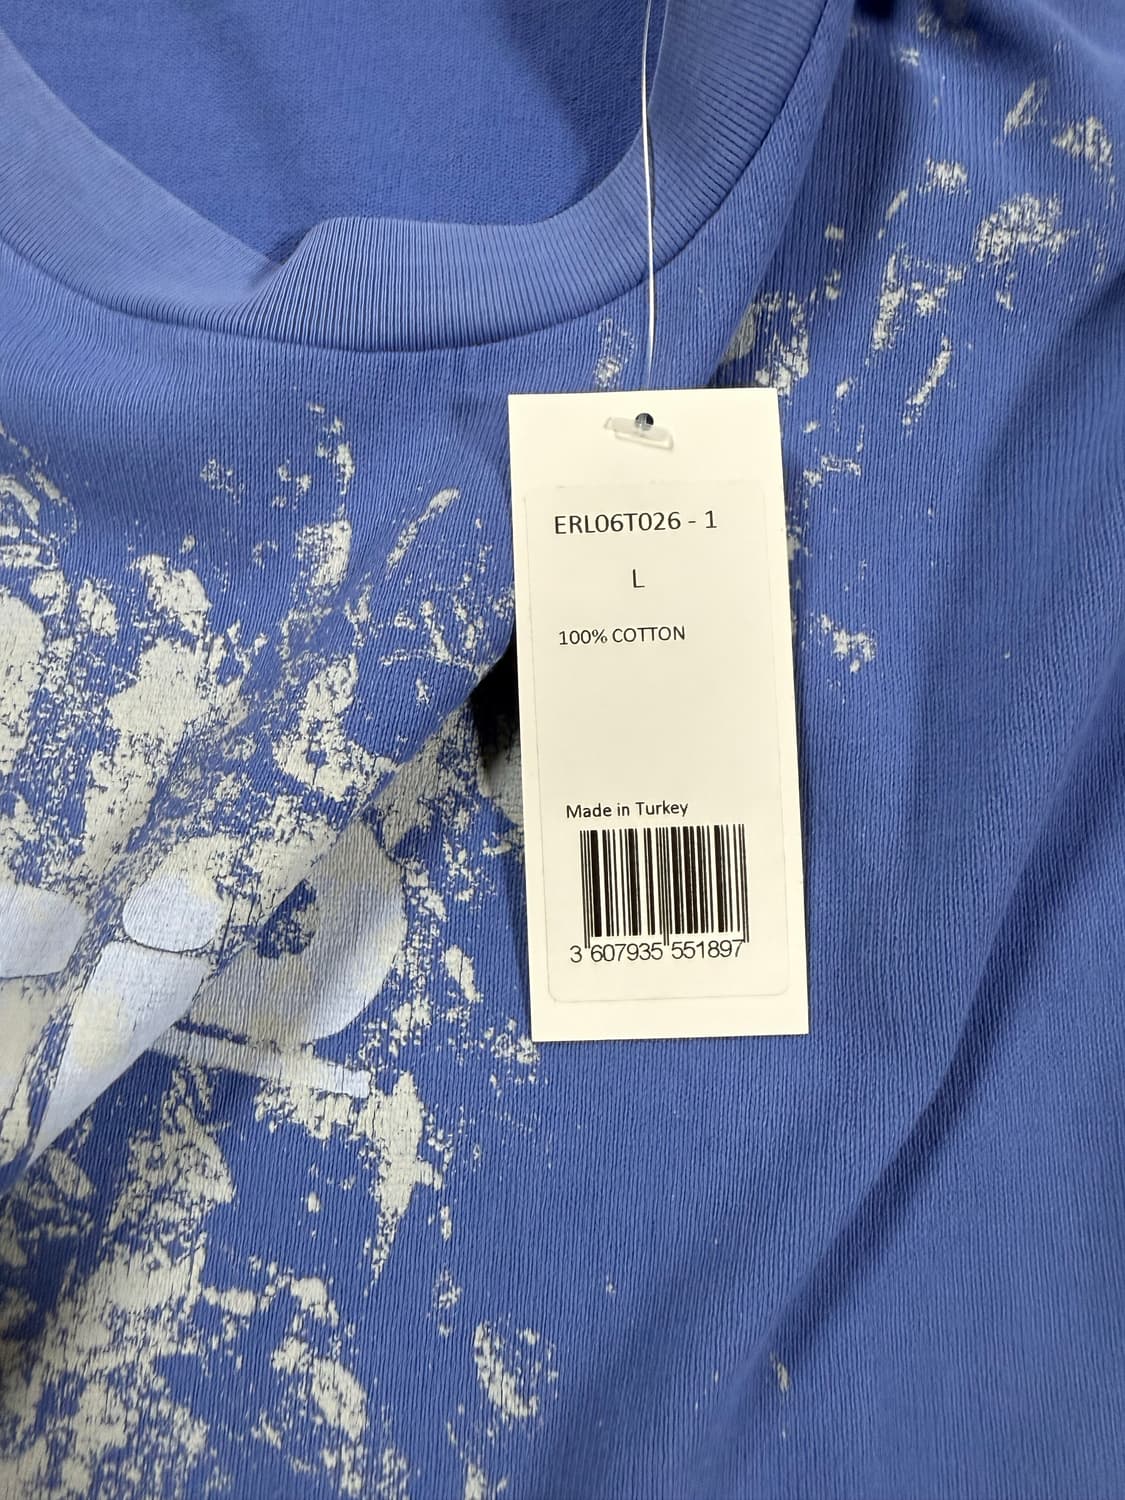 ERL06T026 - 1
L
100% COTTON
Made in Turkey
3 607935 551897